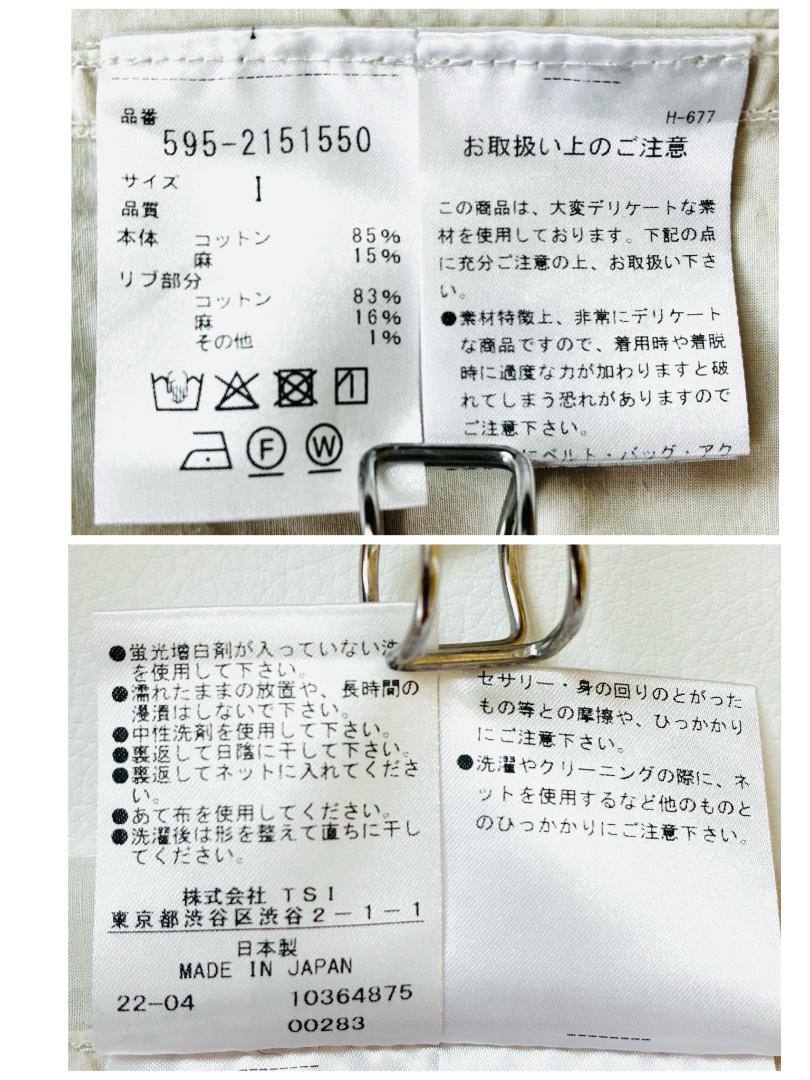 品番
595-2151550
サイズ I
品質
本体 コットン 85%
麻 15%
リブ部分
コットン 83%
麻 16%
その他 1%
F W
H-677
お取扱い上のご注意
この商品は、大変デリケートな素
材を使用しております。下記の点
に充分ご注意の上、お取扱い下さ
い。
●素材特徴上、非常にデリケート
な商品ですので、着用時や着脱
時に過度な力が加わりますと破
れてしまう恐れがありますので
ご注意下さい。
にベルト・バッグ・アク
●蛍光増白剤が入っていない洗
を使用して下さい。
●濡れたままの放置や、長時間の
浸漬はしないで下さい。
●中性洗剤を使用して下さい。
●裏返して日陰に干して下さい。
●裏返してネットに入れてくださ
い。
●あて布を使用してください。
●洗濯後は形を整えて直ちに干し
てください。
株式会社 TSI
東京都渋谷区渋谷2-1-1
日本製
MADE IN JAPAN
22-04 10364875
00283
セサリー・身の回りのとがった
もの等との摩擦や、ひっかかり
にご注意下さい。
●洗濯やクリーニングの際に、ネ
ットを使用するなど他のものと
のひっかかりにご注意下さい。